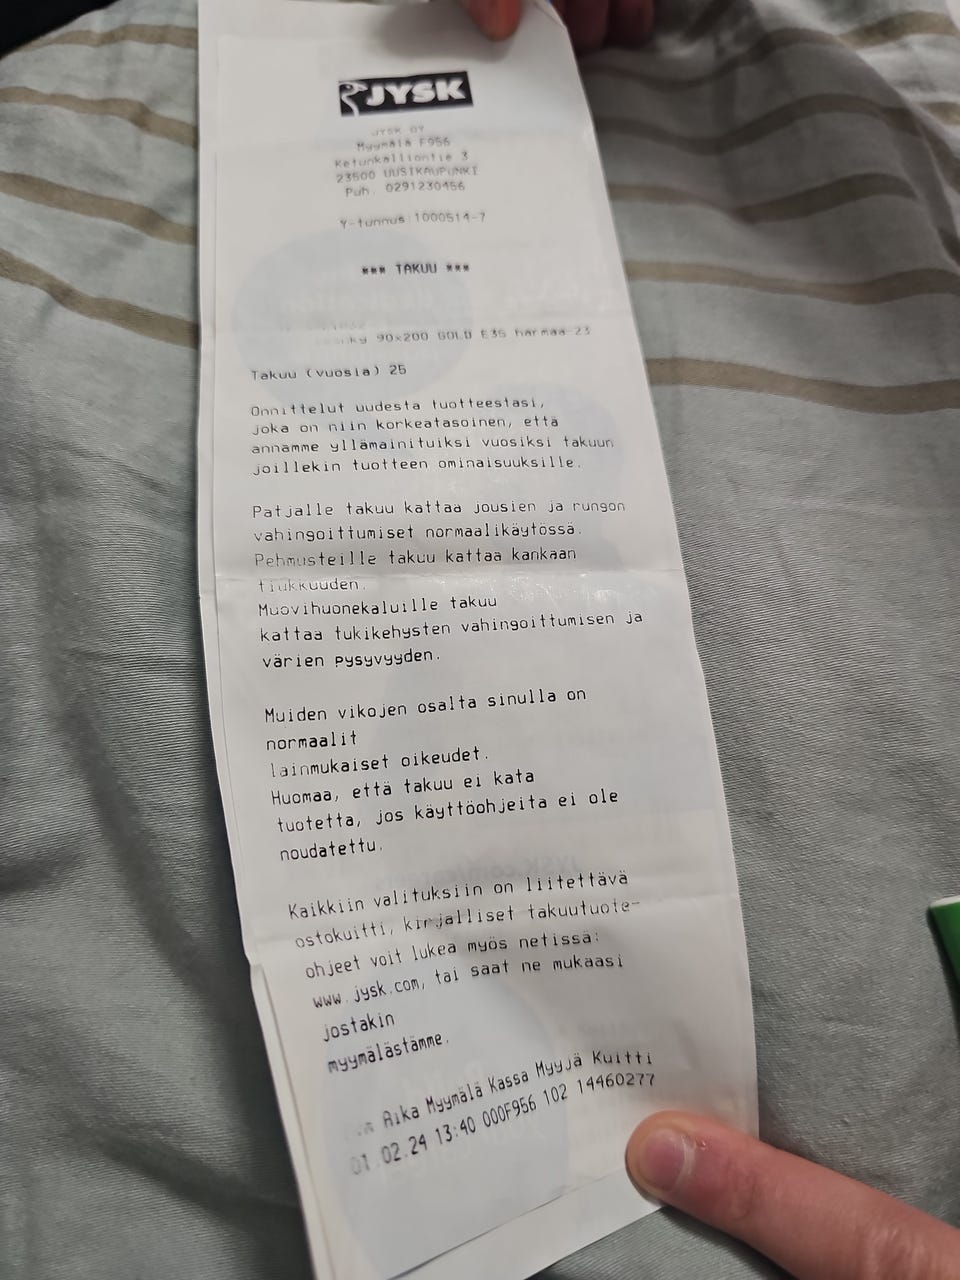 JYSK
JYSK OY
Myymälä F956
Ketunkalliontie 3
23500 UUSIKAUPUNKI
Puh. 0291230456
Y-tunnus 1000514-7
*** TAKUU ***
90x200 GOLD E35 harmaa-23
Takuu (vuosia) 25
Onnittelut uudesta tuotteestasi,
joka on niin korkeatasoinen, että
annamme yllämainituiksi vuosiksi takuun
joillekin tuotteen ominaisuuksille.
Patjalle takuu kattaa jousien ja rungon
vahingoittumiset normaalikäytössä.
Pehmusteille takuu kattaa kankaan
tiukkuuden.
Muovihuonekaluille takuu
kattaa tukikehysten vahingoittumisen ja
värien pysyvyyden.
Muiden vikojen osalta sinulla on
normaalit
lainmukaiset oikeudet.
Huomaa, että takuu ei kata
tuotetta, jos käyttöohjeita ei ole
noudatettu.
Kaikkiin valituksiin on liitettävä
ostokuitti, kirjalliset takuutuote-
ohjeet voit lukea myös netissä:
www.jysk.com, tai saat ne mukaasi
jostakin
myymälästämme.
Aika Myymälä Kassa Myyjä Kuitti
01.02.24 13:40 000F956 102 14460277